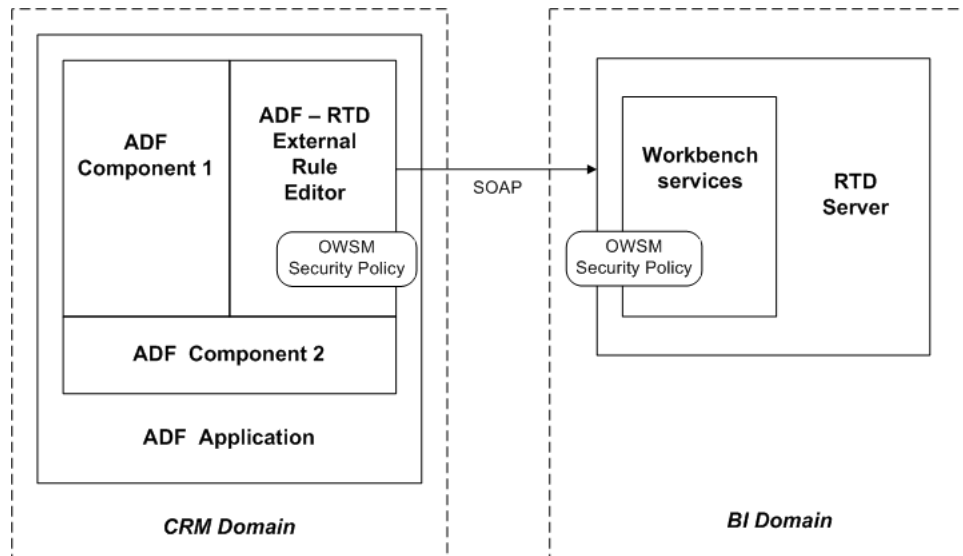 ADF
Component 1
ADF – RTD
External
Rule
Editor
OWSM
Security Policy
ADF Component 2
ADF Application
CRM Domain
SOAP
Workbench
services
RTD
Server
OWSM
Security Policy
BI Domain